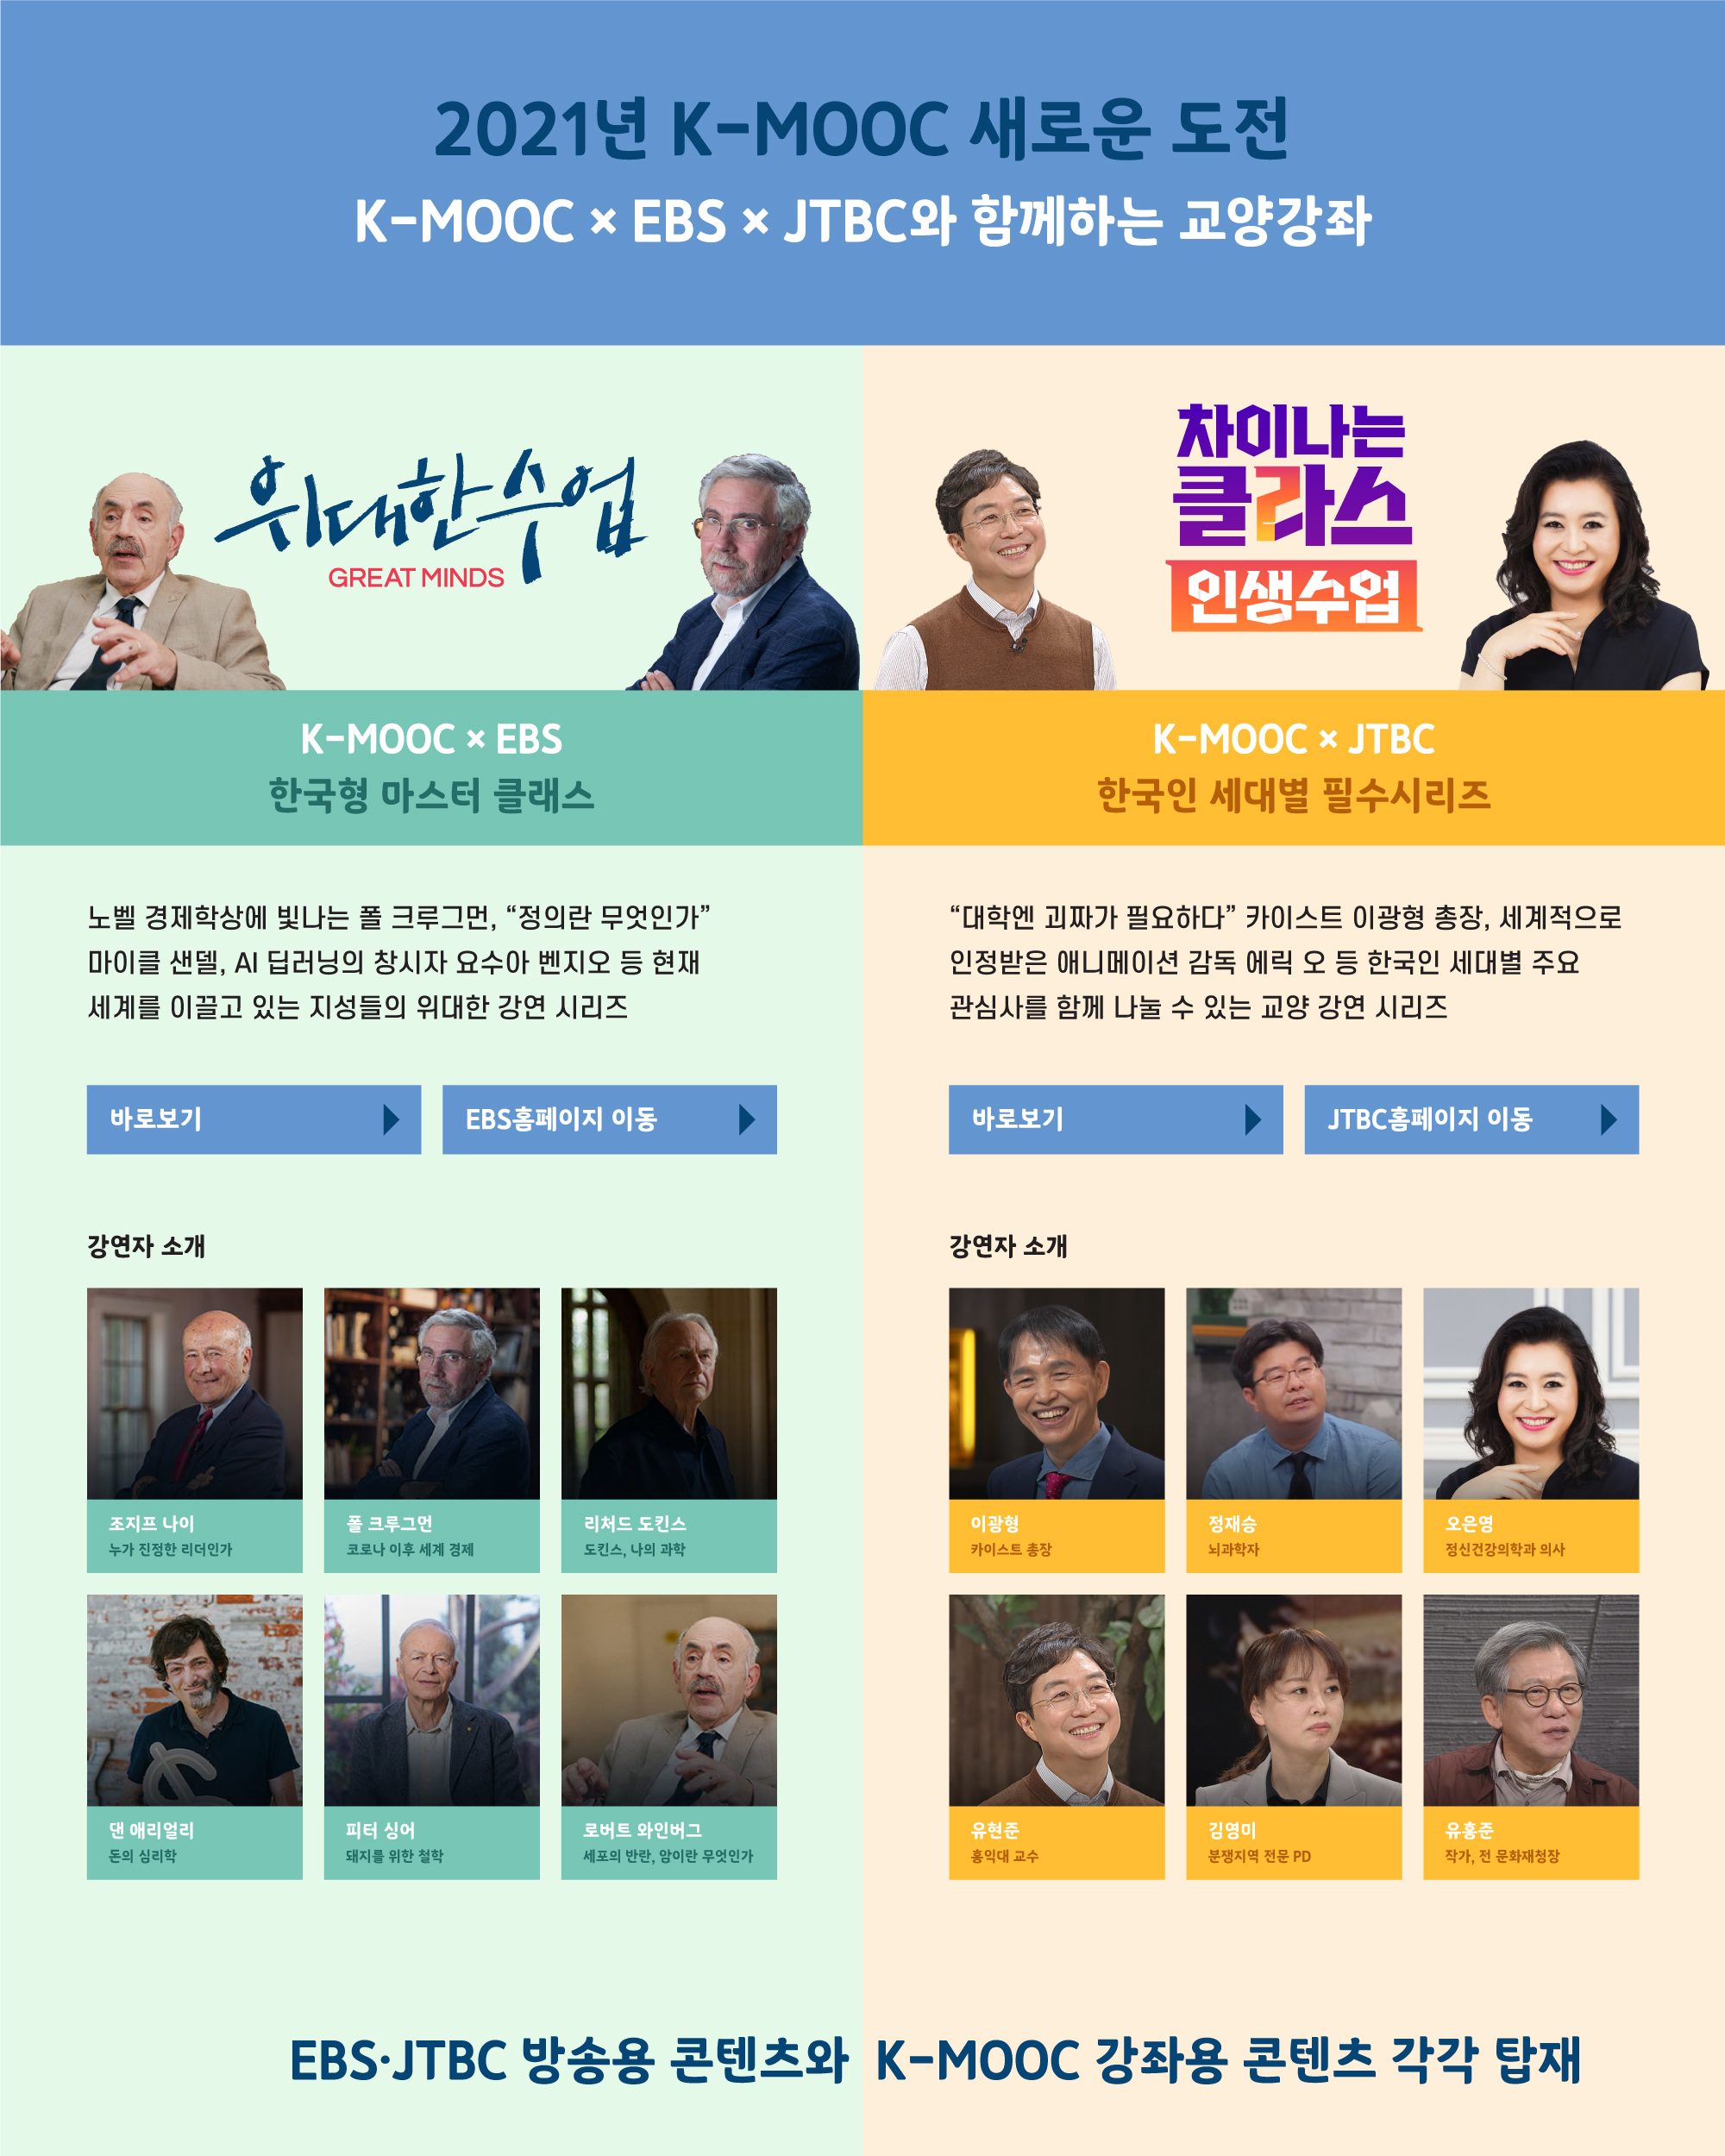 2021년 K-MOOC 새로운 도전
K-MOOC × EBS × JTBC와 함께하는 교양강좌
위대한수업
GREAT MINDS
K-MOOC × EBS
한국형 마스터 클래스
노벨 경제학상에 빛나는 폴 크루그먼, “정의란 무엇인가”
마이클 샌델, AI 딥러닝의 창시자 요수아 벤지오 등 현재
세계를 이끌고 있는 지성들의 위대한 강연 시리즈
바로보기
EBS홈페이지 이동
강연자 소개
조지프 나이
누가 진정한 리더인가
폴 크루그먼
코로나 이후 세계 경제
리처드 도킨스
도킨스, 나의 과학
댄 애리얼리
돈의 심리학
피터 싱어
돼지를 위한 철학
로버트 와인버그
세포의 반란, 암이란 무엇인가
차이나는
클라스
인생수업
K-MOOC × JTBC
한국인 세대별 필수시리즈
“대학엔 괴짜가 필요하다” 카이스트 이광형 총장, 세계적으로
인정받은 애니메이션 감독 에릭 오 등 한국인 세대별 주요
관심사를 함께 나눌 수 있는 교양 강연 시리즈
바로보기
JTBC홈페이지 이동
강연자 소개
이광형
카이스트 총장
정재승
뇌과학자
오은영
정신건강의학과 의사
유현준
홍익대 교수
김영미
분쟁지역 전문 PD
유홍준
작가, 전 문화재청장
EBS·JTBC 방송용 콘텐츠와 K-MOOC 강좌용 콘텐츠 각각 탑재